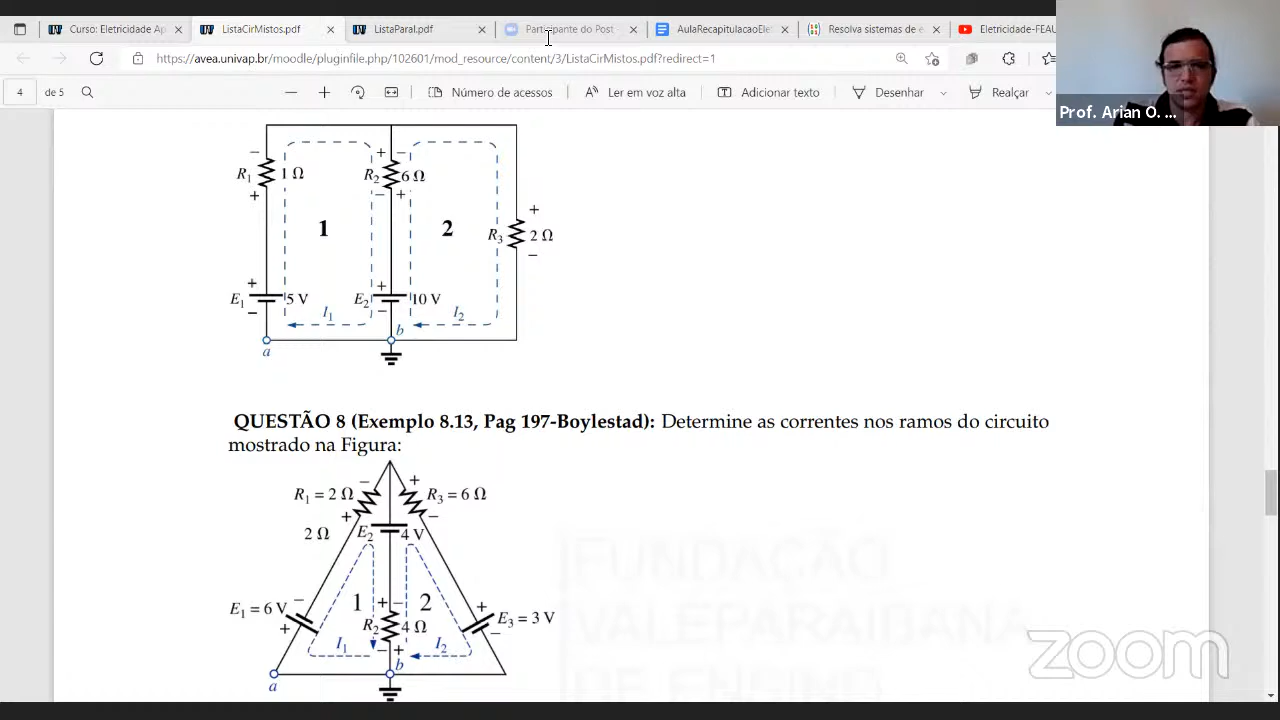 Curso: Eletricidade Ap
ListaCirMistos.pdf
ListaParal.pdf
Participante do Post
AulaRecapitulacaoEle
Resolva sistemas de e
Eletricidade-FEAU
https://avea.univap.br/moodle/pluginfile.php/102601/mod_resource/content/3/ListaCirMistos.pdf?redirect=1
4 de 5
Número de acessos
Ler em voz alta
Adicionar texto
Desenhar
Realçar
Prof. Arian O. ...
− + −
R1 1 Ω R2 6 Ω
+ − +
+
1 2 R3 2 Ω
−
+ +
E1 5 V E2 10 V
− −
I1 I2
b
a
QUESTÃO 8 (Exemplo 8.13, Pag 197-Boylestad): Determine as correntes nos ramos do circuito
mostrado na Figura:
− +
R1 = 2 Ω R3 = 6 Ω
+ −
2 Ω E2 4 V
1 + − 2
E1 = 6 V − +
R2 4 Ω E3 = 3 V
+ −
I1 − + I2
b
a
FUNDAÇÃO
VALEPARAIBANA
DE ENSINO
zoom